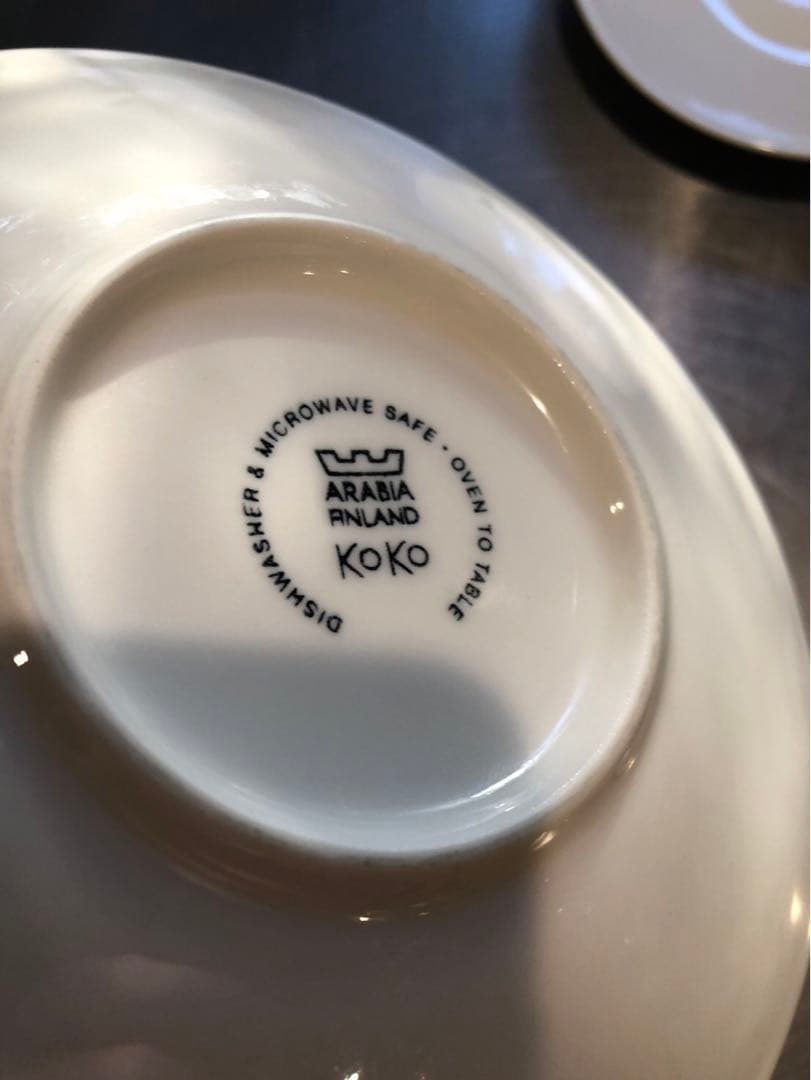 DISHWASHER & MICROWAVE SAFE · OVEN TO TABLE
ARABIA
FINLAND
KOKO